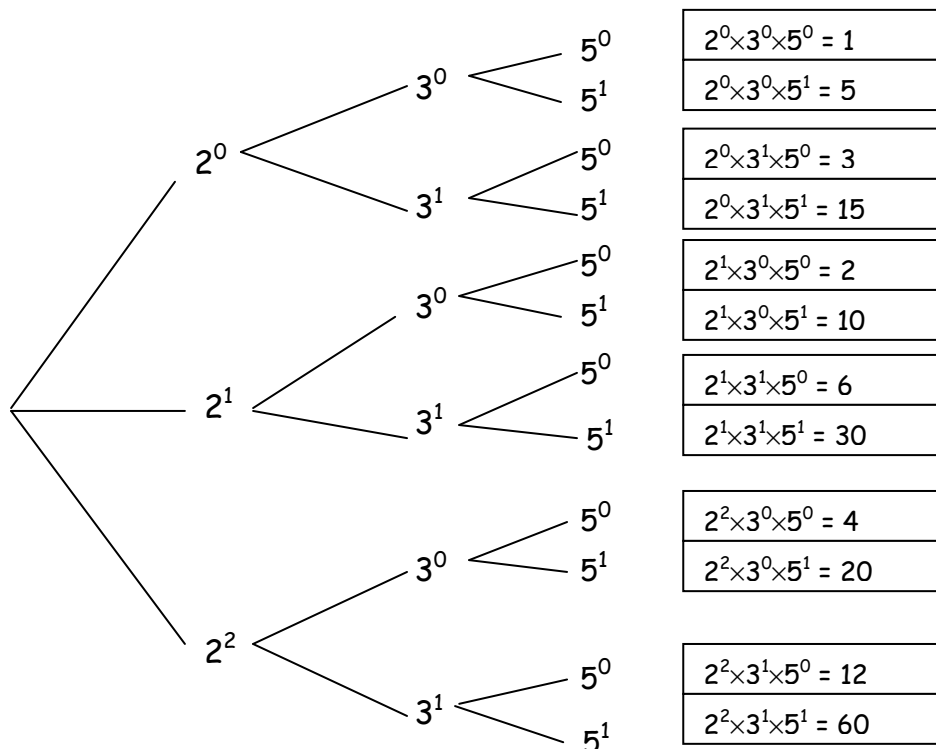 5⁰
2⁰×3⁰×5⁰ = 1
3⁰
5¹
2⁰×3⁰×5¹ = 5
2⁰
5⁰
2⁰×3¹×5⁰ = 3
3¹
5¹
2⁰×3¹×5¹ = 15
5⁰
2¹×3⁰×5⁰ = 2
3⁰
5¹
2¹×3⁰×5¹ = 10
2¹
5⁰
2¹×3¹×5⁰ = 6
3¹
5¹
2¹×3¹×5¹ = 30
5⁰
2²×3⁰×5⁰ = 4
3⁰
5¹
2²×3⁰×5¹ = 20
2²
5⁰
2²×3¹×5⁰ = 12
3¹
5¹
2²×3¹×5¹ = 60